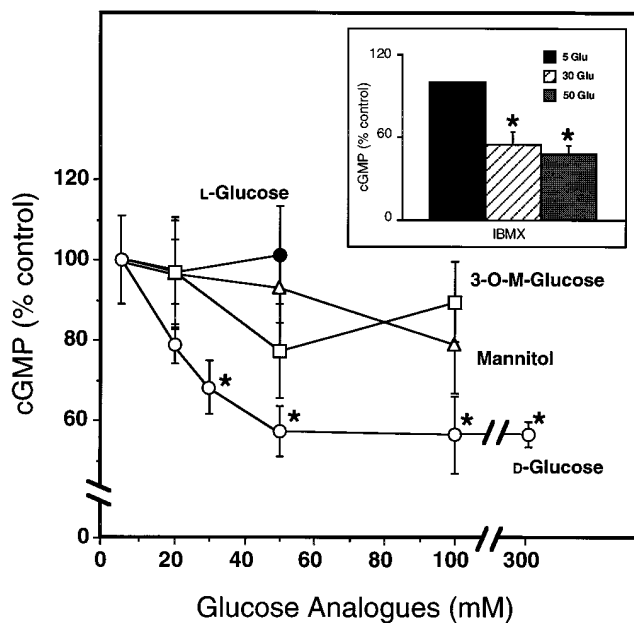 120
60
0
cGMP (% control)
5 Glu
30 Glu
50 Glu
*
*
IBMX
cGMP (% control)
120
100
80
60
0
L-Glucose
3-O-M-Glucose
Mannitol
D-Glucose
*
*
*
*
0 20 40 60 80 100 300
Glucose Analogues (mM)